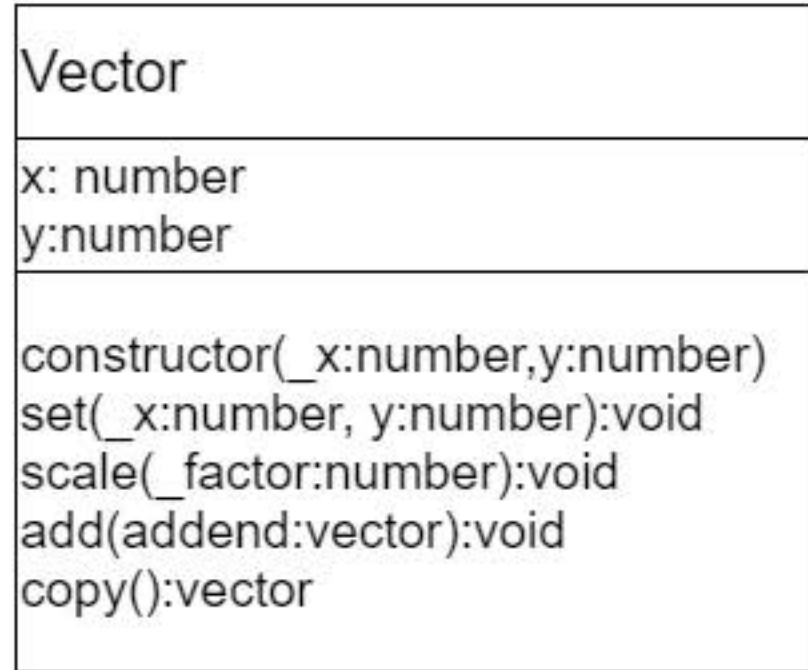 Vector
x: number
y:number
constructor(_x:number,y:number)
set(_x:number, y:number):void
scale(_factor:number):void
add(addend:vector):void
copy():vector